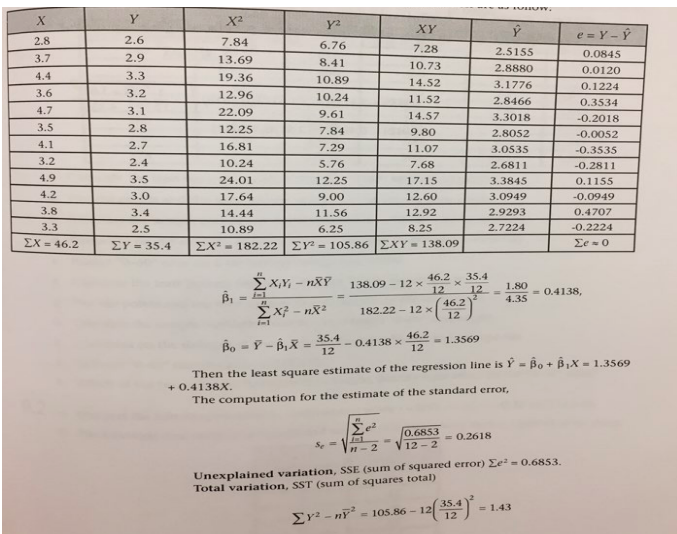 are as follow:
X Y X² Y² XY Ŷ e = Y – Ŷ
2.8 2.6 7.84 6.76 7.28 2.5155 0.0845
3.7 2.9 13.69 8.41 10.73 2.8880 0.0120
4.4 3.3 19.36 10.89 14.52 3.1776 0.1224
3.6 3.2 12.96 10.24 11.52 2.8466 0.3534
4.7 3.1 22.09 9.61 14.57 3.3018 -0.2018
3.5 2.8 12.25 7.84 9.80 2.8052 -0.0052
4.1 2.7 16.81 7.29 11.07 3.0535 -0.3535
3.2 2.4 10.24 5.76 7.68 2.6811 -0.2811
4.9 3.5 24.01 12.25 17.15 3.3845 0.1155
4.2 3.0 17.64 9.00 12.60 3.0949 -0.0949
3.8 3.4 14.44 11.56 12.92 2.9293 0.4707
3.3 2.5 10.89 6.25 8.25 2.7224 -0.2224
ΣX = 46.2 ΣY = 35.4 ΣX² = 182.22 ΣY² = 105.86 ΣXY = 138.09 Σe ≈ 0
β̂₁ = (Σᵢ₌₁ⁿ XᵢYᵢ – nX̄Ȳ) / (Σᵢ₌₁ⁿ Xᵢ² – nX̄²) = (138.09 – 12 × 46.2/12 × 35.4/12) / (182.22 – 12 × (46.2/12)²) = 1.80/4.35 = 0.4138,
β̂₀ = Ȳ – β̂₁X̄ = 35.4/12 – 0.4138 × 46.2/12 = 1.3569
Then the least square estimate of the regression line is Ŷ = β̂₀ + β̂₁X = 1.3569
+ 0.4138X.
The computation for the estimate of the standard error,
sₑ = √(Σᵢ₌₁ⁿ e² / (n – 2)) = √(0.6853 / (12 – 2)) = 0.2618
Unexplained variation, SSE (sum of squared error) Σe² = 0.6853.
Total variation, SST (sum of squares total)
ΣY² – nȲ² = 105.86 – 12(35.4/12)² = 1.43